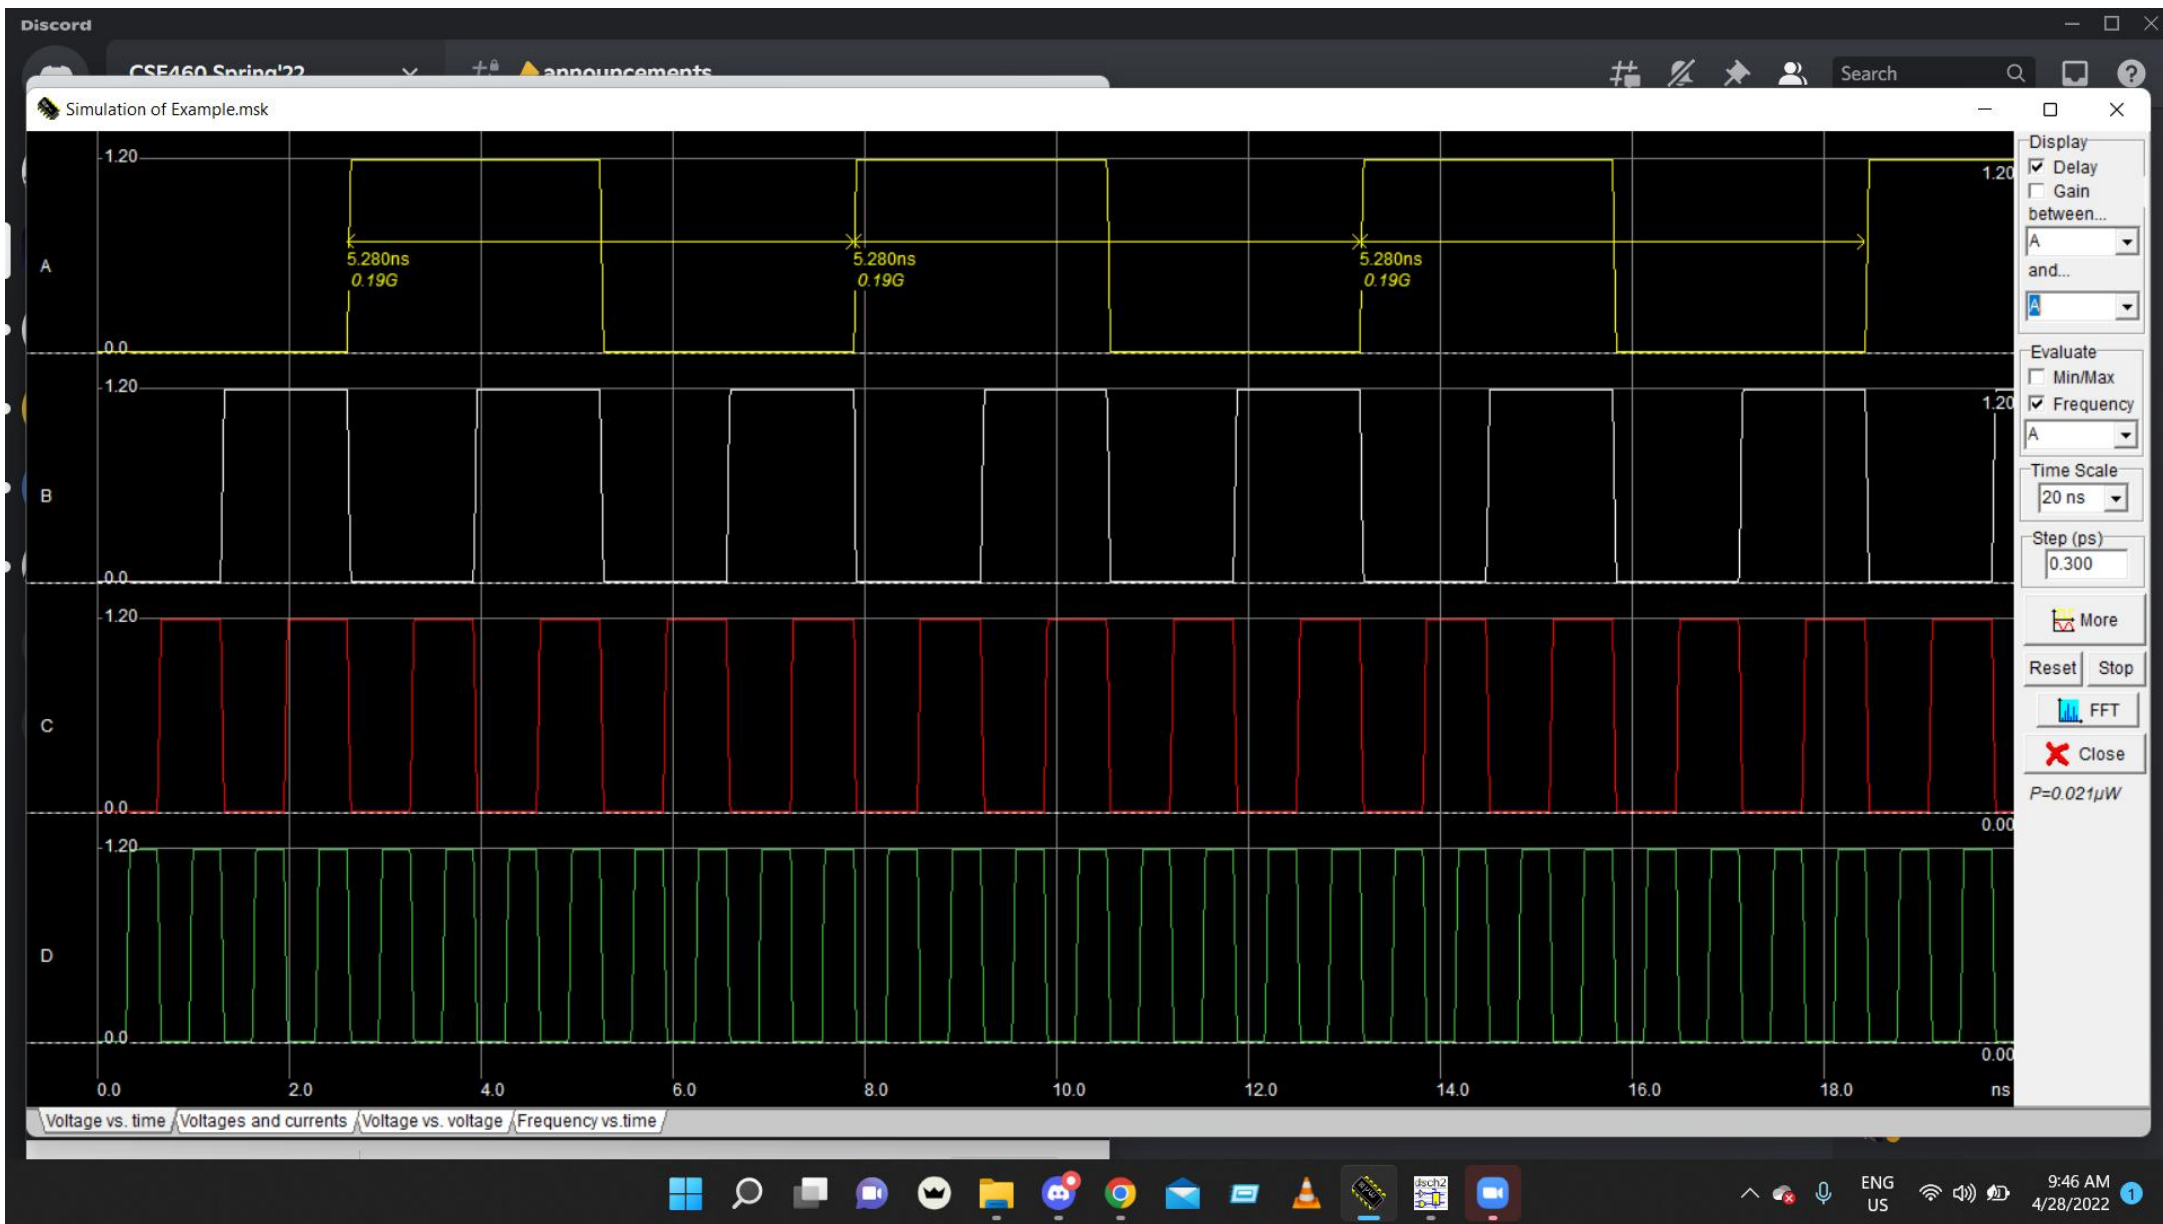 Discord
CSE460 Spring'22
announcements
Search
Simulation of Example.msk
1.20
1.20
A
5.280ns
0.19G
5.280ns
0.19G
5.280ns
0.19G
0.0
1.20
1.20
B
0.0
1.20
C
0.0
0.00
1.20
D
0.0
0.00
0.0 2.0 4.0 6.0 8.0 10.0 12.0 14.0 16.0 18.0 ns
Voltage vs. time Voltages and currents Voltage vs. voltage Frequency vs.time
Display
Delay
Gain
between...
A
and...
A
Evaluate
Min/Max
Frequency
A
Time Scale
20 ns
Step (ps)
0.300
More
Reset Stop
FFT
Close
P=0.021µW
dsch2
ENG
US
9:46 AM
4/28/2022
1